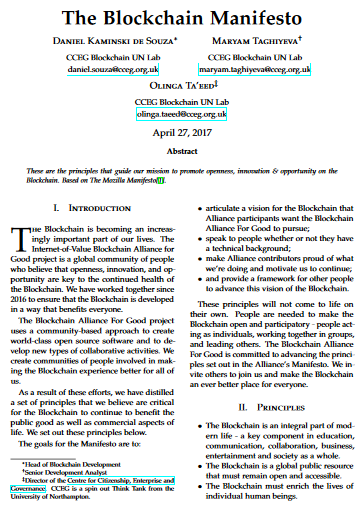 The Blockchain Manifesto
Daniel Kaminski de Souza* Maryam Taghiyeva†
CCEG Blockchain UN Lab CCEG Blockchain UN Lab
daniel.souza@cceg.org.uk maryam.taghiyeva@cceg.org.uk
Olinga Ta'eed‡
CCEG Blockchain UN Lab
olinga.taeed@cceg.org.uk
April 27, 2017
Abstract
These are the principles that guide our mission to promote openness, innovation & opportunity on the
Blockchain. Based on The Mozilla Manifesto[1].
I. Introduction
The Blockchain is becoming an increas-
ingly important part of our lives. The
Internet-of-Value Blockchain Alliance for
Good project is a global community of people
who believe that openness, innovation, and op-
portunity are key to the continued health of
the Blockchain. We have worked together since
2016 to ensure that the Blockchain is developed
in a way that benefits everyone.
The Blockchain Alliance For Good project
uses a community-based approach to create
world-class open source software and to de-
velop new types of collaborative activities. We
create communities of people involved in mak-
ing the Blockchain experience better for all of
us.
As a result of these efforts, we have distilled
a set of principles that we believe are critical
for the Blockchain to continue to benefit the
public good as well as commercial aspects of
life. We set out these principles below.
The goals for the Manifesto are to:
*Head of Blockchain Development
†Senior Development Analyst
‡Director of the Centre for Citizenship, Enterprise and
Governance. CCEG is a spin out Think Tank from the
University of Northampton.
• articulate a vision for the Blockchain that
Alliance participants want the Blockchain
Alliance For Good to pursue;
• speak to people whether or not they have
a technical background;
• make Alliance contributors proud of what
we're doing and motivate us to continue;
• and provide a framework for other people
to advance this vision of the Blockchain.
These principles will not come to life on
their own. People are needed to make the
Blockchain open and participatory - people act-
ing as individuals, working together in groups,
and leading others. The Blockchain Alliance
For Good is committed to advancing the princi-
ples set out in the Alliance's Manifesto. We in-
vite others to join us and make the Blockchain
an ever better place for everyone.
II. Principles
• The Blockchain is an integral part of mod-
ern life - a key component in education,
communication, collaboration, business,
entertainment and society as a whole.
• The Blockchain is a global public resource
that must remain open and accessible.
• The Blockchain must enrich the lives of
individual human beings.